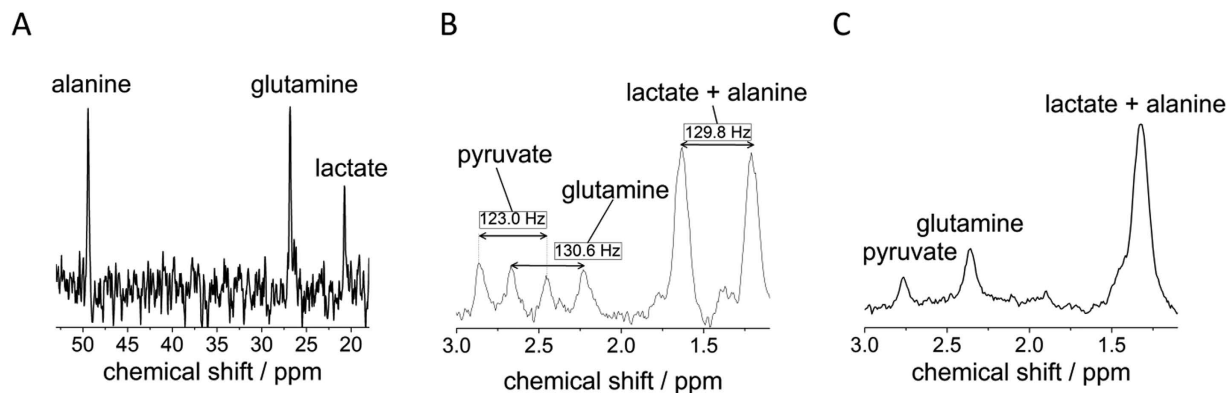 A
alanine
glutamine
lactate
50 45 40 35 30 25 20
chemical shift / ppm
B
lactate + alanine
129.8 Hz
pyruvate
glutamine
123.0 Hz
130.6 Hz
3.0 2.5 2.0 1.5
chemical shift / ppm
C
lactate + alanine
glutamine
pyruvate
3.0 2.5 2.0 1.5
chemical shift / ppm